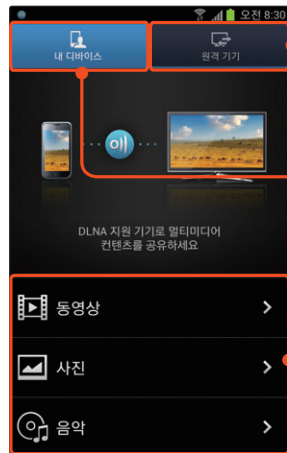 오전 8:30
내 디바이스
원격 기기
DLNA 지원 기기로 멀티미디어
컨텐츠를 공유하세요
동영상
사진
음악